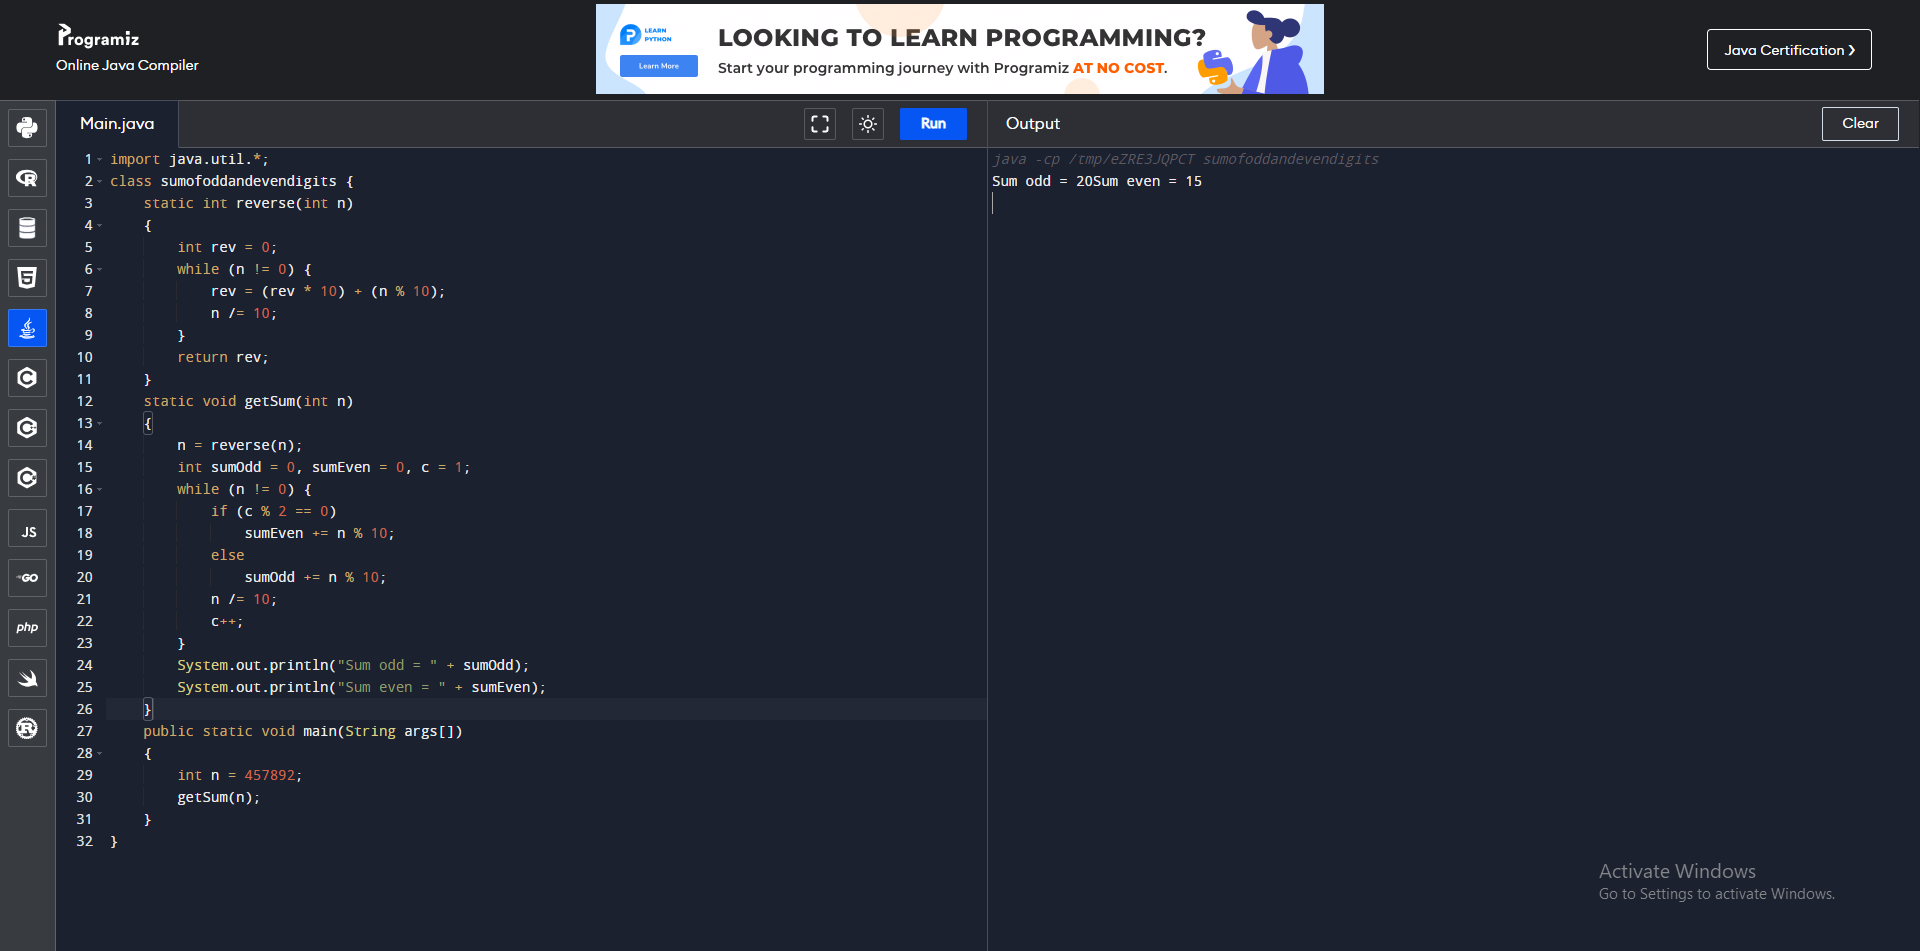 Programiz
Online Java Compiler
LEARN
PYTHON
Learn More
LOOKING TO LEARN PROGRAMMING?
Start your programming journey with Programiz AT NO COST.
Java Certification ❯
Main.java
Run
Output
Clear
1 import java.util.*;
2 class sumofoddandevendigits {
3     static int reverse(int n)
4     {
5         int rev = 0;
6         while (n != 0) {
7             rev = (rev * 10) + (n % 10);
8             n /= 10;
9         }
10         return rev;
11     }
12     static void getSum(int n)
13     {
14         n = reverse(n);
15         int sumOdd = 0, sumEven = 0, c = 1;
16         while (n != 0) {
17             if (c % 2 == 0)
18                 sumEven += n % 10;
19             else
20                 sumOdd += n % 10;
21             n /= 10;
22             c++;
23         }
24         System.out.println("Sum odd = " + sumOdd);
25         System.out.println("Sum even = " + sumEven);
26     }
27     public static void main(String args[])
28     {
29         int n = 457892;
30         getSum(n);
31     }
32 }
java -cp /tmp/eZRE3JQPCT sumofoddandevendigits
Sum odd = 20Sum even = 15
R
5
C
C
C
JS
GO
php
R
Activate Windows
Go to Settings to activate Windows.